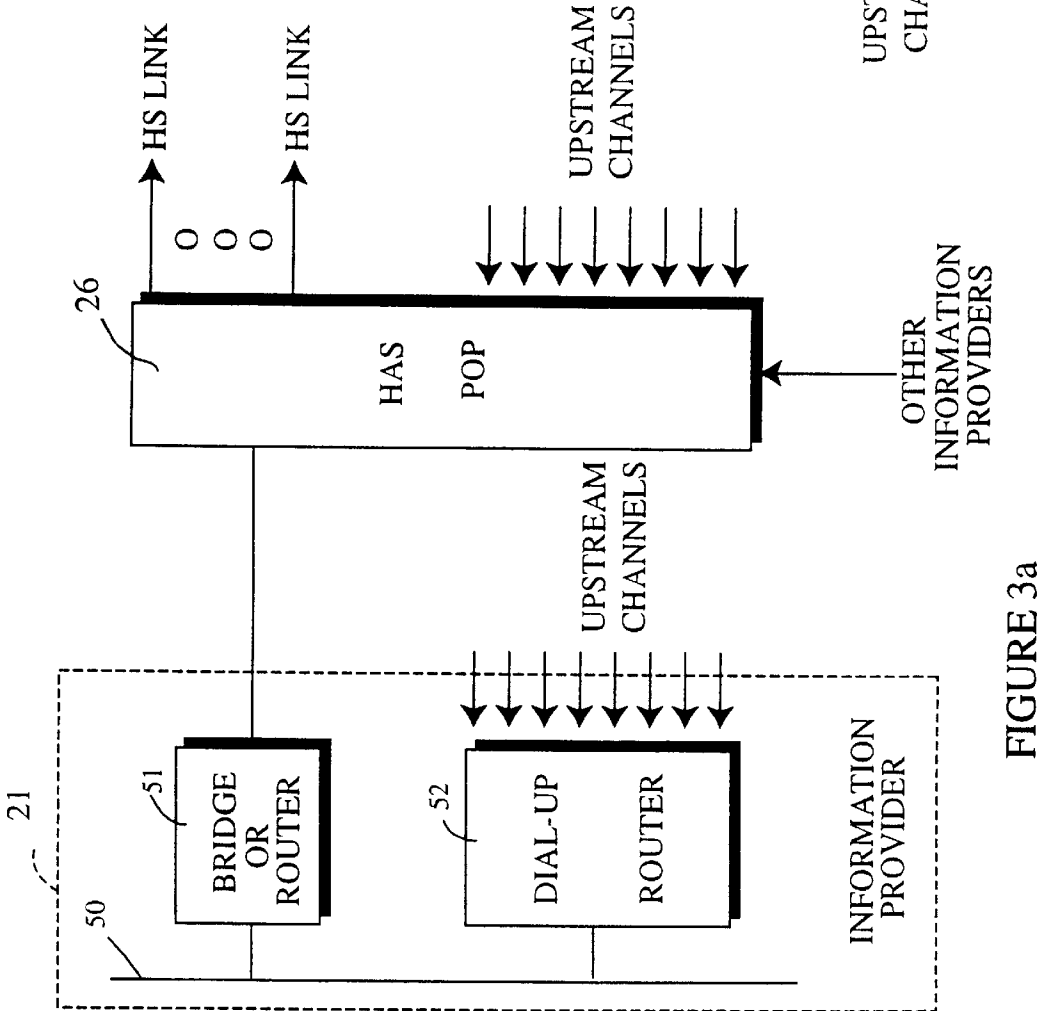 21
50
51
BRIDGE
OR
ROUTER
52
DIAL-UP
ROUTER
INFORMATION
PROVIDER
UPSTREAM
CHANNELS
26
HAS
POP
HS LINK
O
O
O
HS LINK
UPSTREAM
CHANNELS
OTHER
INFORMATION
PROVIDERS
UPST
CHA
FIGURE 3a